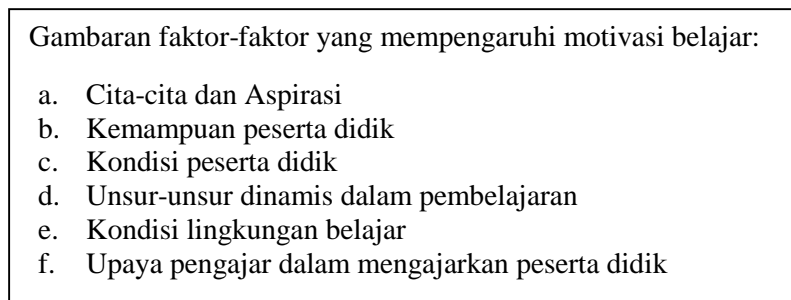 Gambaran faktor-faktor yang mempengaruhi motivasi belajar:
a. Cita-cita dan Aspirasi
b. Kemampuan peserta didik
c. Kondisi peserta didik
d. Unsur-unsur dinamis dalam pembelajaran
e. Kondisi lingkungan belajar
f. Upaya pengajar dalam mengajarkan peserta didik